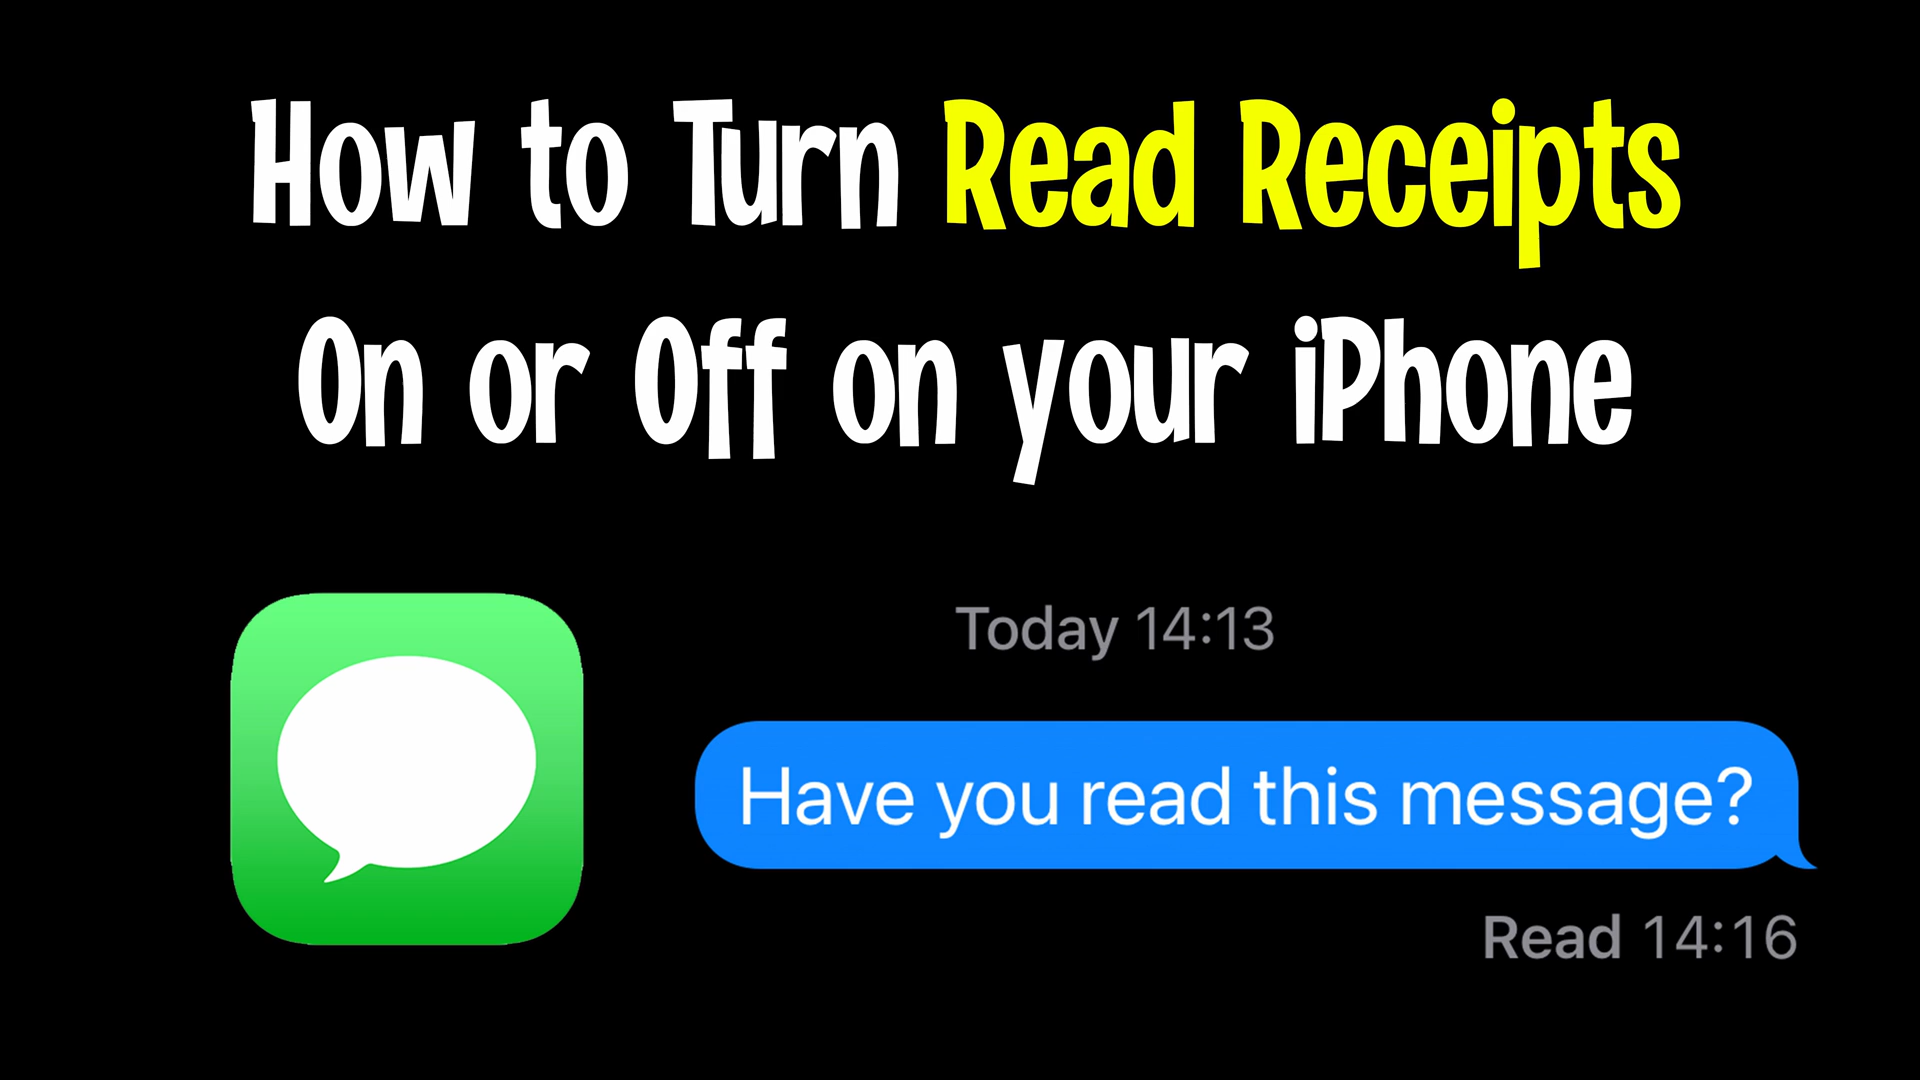 How to Turn Read Receipts
On or Off on your iPhone
Today 14:13
Have you read this message?
Read 14:16